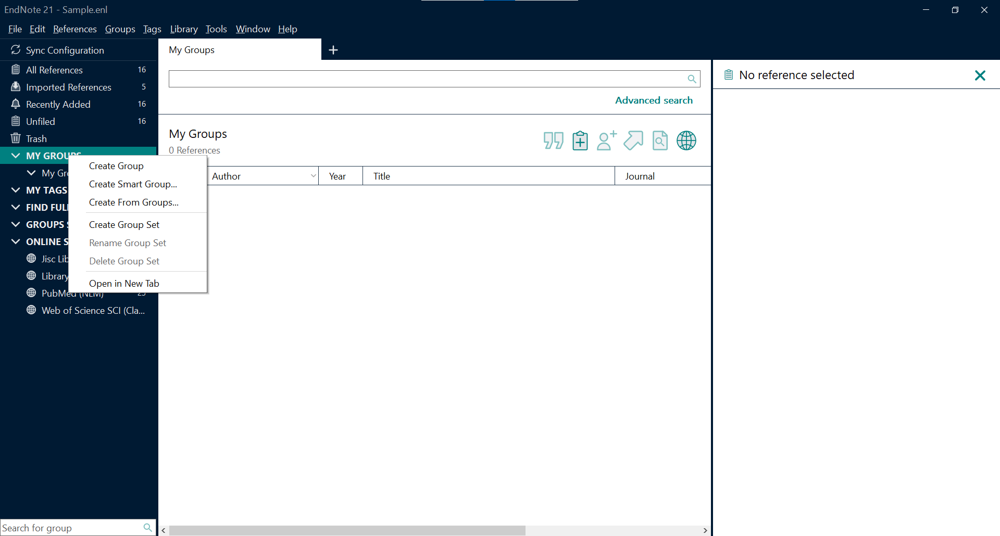 EndNote 21 - Sample.enl
File Edit References Groups Tags Library Tools Window Help
Sync Configuration
All References 16
Imported References 5
Recently Added 16
Unfiled 16
Trash
MY GROUPS
My Gr
MY TAGS
FIND FUL
GROUPS
ONLINE S
Jisc Lib
Library
PubMed (NLM) 25
Web of Science SCI (Cla...
Search for group
Create Group
Create Smart Group...
Create From Groups...
Create Group Set
Rename Group Set
Delete Group Set
Open in New Tab
My Groups
Advanced search
My Groups
0 References
Author Year Title Journal
No reference selected